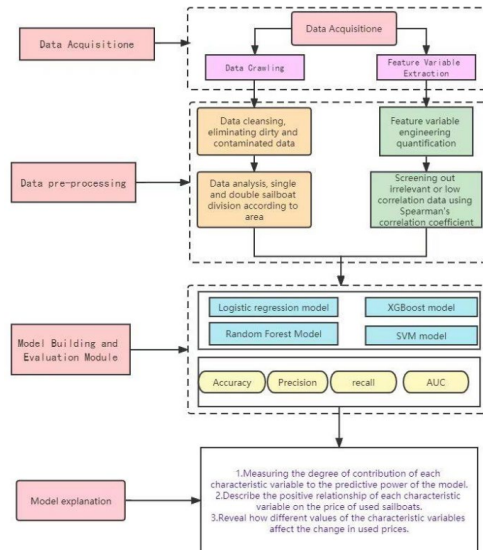 Data Acquisitione
Data Acquisitione
Data Crawling
Feature Variable
Extraction
Data cleansing,
eliminating dirty and
contaminated data
Feature variable
engineering
quantification
Data pre-processing
Data analysis, single
and double sailboat
division according to
area
Screening out
irrelevant or low
correlation data using
Spearman's
correlation coefficient
Logistic regression model
XGBoost model
Random Forest Model
SVM model
Model Building and
Evaluation Module
Accuracy
Precision
recall
AUC
Model explanation
1.Measuring the degree of contribution of each
characteristic variable to the predictive power of the model.
2.Describe the positive relationship of each characteristic
variable on the price of used sailboats.
3.Reveal how different values of the characteristic variables
affect the change in used prices.